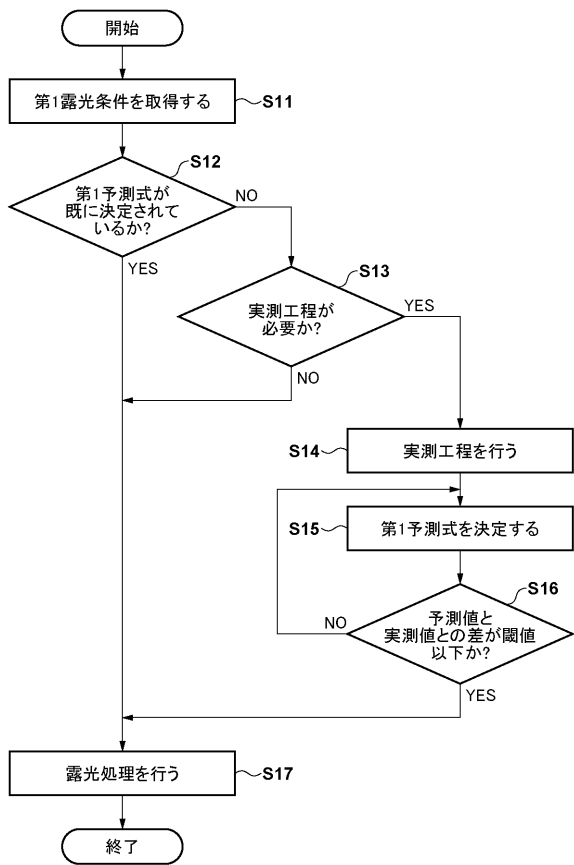 開始
第1露光条件を取得する
S11
S12
第1予測式が
既に決定されて
いるか?
NO
YES
S13
実測工程が
必要か?
YES
NO
S14
実測工程を行う
S15
第1予測式を決定する
S16
予測値と
実測値との差が閾値
以下か?
NO
YES
露光処理を行う
S17
終了